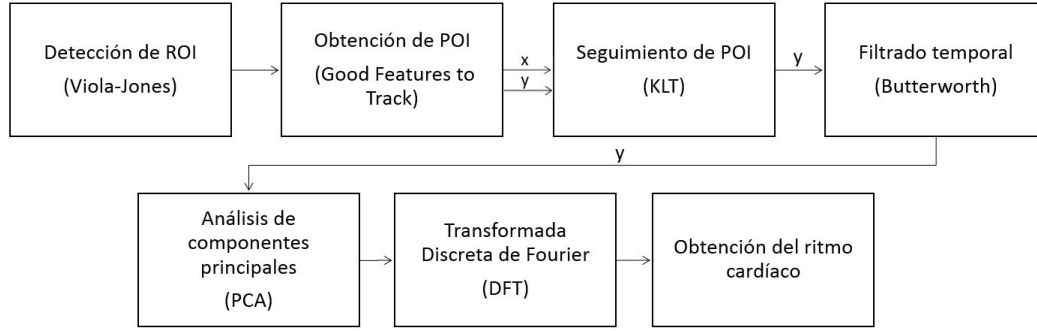 Detección de ROI
(Viola-Jones)
Obtención de POI
(Good Features to
Track)
x
y
Seguimiento de POI
(KLT)
y
Filtrado temporal
(Butterworth)
y
Análisis de
componentes
principales
(PCA)
Transformada
Discreta de Fourier
(DFT)
Obtención del ritmo
cardíaco